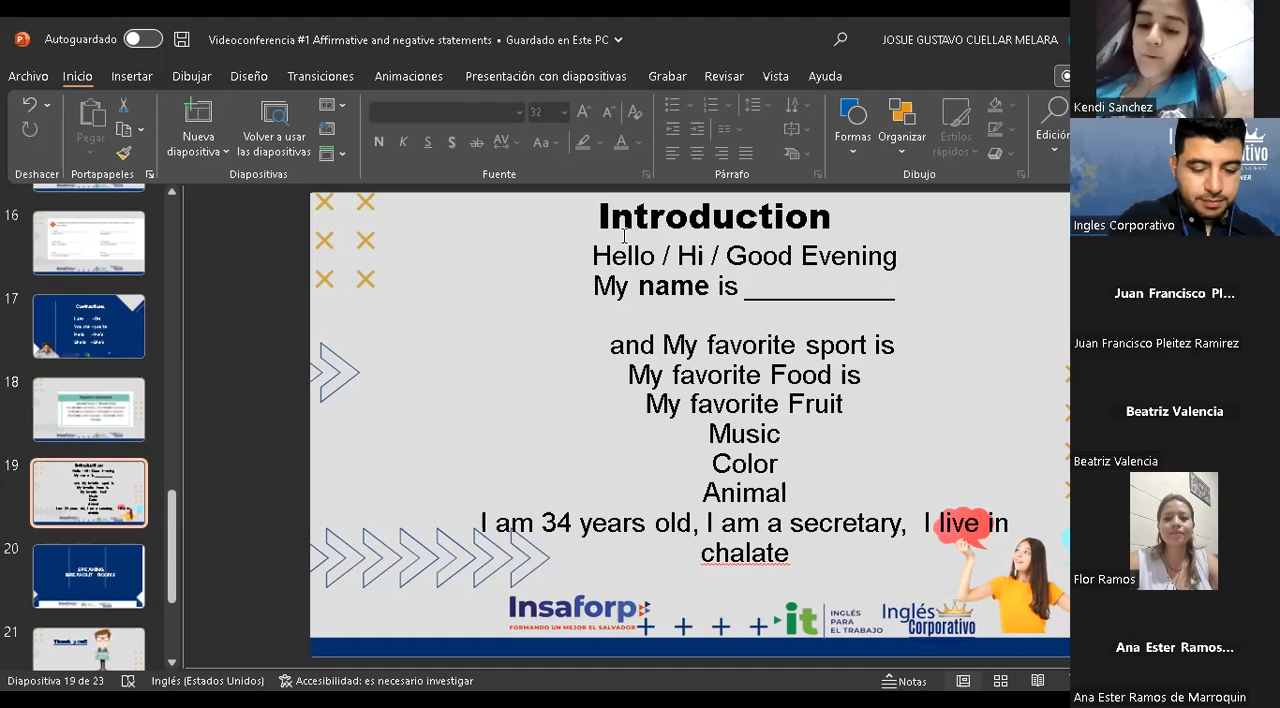 Autoguardado
Videoconferencia #1 Affirmative and negative statements • Guardado en Este PC
JOSUE GUSTAVO CUELLAR MELARA
Archivo Inicio Insertar Dibujar Diseño Transiciones Animaciones Presentación con diapositivas Grabar Revisar Vista Ayuda
32
Pegar
Nueva diapositiva
Volver a usar las diapositivas
Formas
Organizar
Estilos rápidos
Edición
Deshacer Portapapeles Diapositivas Fuente Párrafo Dibujo
16
17
18
19
20
SPEAKING
BREAKOUT ROOMS
21
Thank you!!
Introduction
Hello / Hi / Good Evening
My name is __________
and My favorite sport is
My favorite Food is
My favorite Fruit
Music
Color
Animal
I am 34 years old, I am a secretary, I live in
chalate
Insaforp
FORMANDO UN MEJOR EL SALVADOR
it INGLÉS PARA EL TRABAJO
Inglés Corporativo
Diapositiva 19 de 23
Inglés (Estados Unidos)
Accesibilidad: es necesario investigar
Notas
Kendi Sanchez
Ingles Corporativo
Juan Francisco Pl...
Juan Francisco Pleitez Ramirez
Beatriz Valencia
Beatriz Valencia
Flor Ramos
Ana Ester Ramos...
Ana Ester Ramos de Marroquin